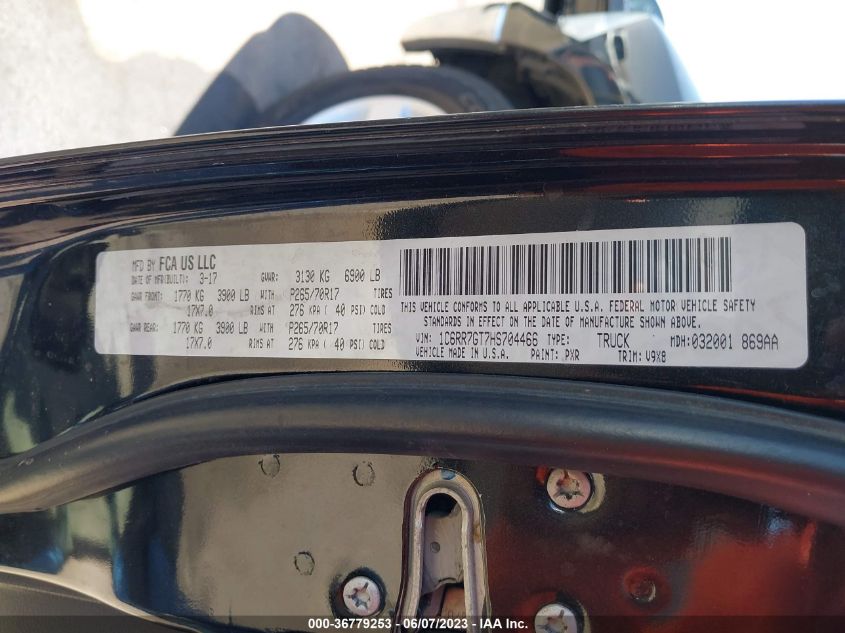 MFD BY FCA US LLC
DATE OF MFR(BUILT): 3-17 GVWR: 3130 KG 6900 LB
GAWR FRONT: 1770 KG 3900 LB WITH P265/70R17 TIRES
17X7.0 RIMS AT 276 KPA ( 40 PSI) COLD
GAWR REAR: 1770 KG 3900 LB WITH P265/70R17 TIRES
17X7.0 RIMS AT 276 KPA ( 40 PSI) COLD
THIS VEHICLE CONFORMS TO ALL APPLICABLE U.S.A. FEDERAL MOTOR VEHICLE SAFETY
STANDARDS IN EFFECT ON THE DATE OF MANUFACTURE SHOWN ABOVE.
VIN: 1C6RR7GT7HS704466 TYPE: TRUCK MDH:032001 869AA
VEHICLE MADE IN U.S.A. PAINT: PXR TRIM: V9X8
000-36779253 - 06/07/2023 - IAA Inc.